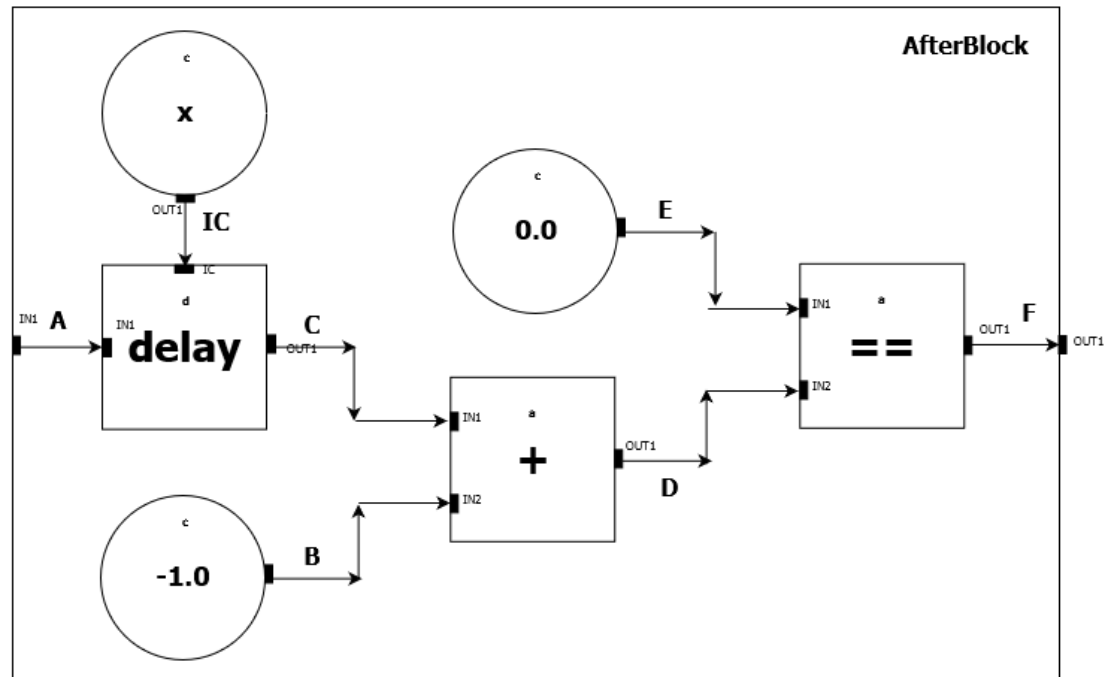 AfterBlock
c
x
OUT1
IC
IC
c
0.0
E
IN1
A
IN1
d
delay
C
OUT1
a
IN1
==
IN2
OUT1
F
OUT1
a
IN1
+
IN2
OUT1
D
c
-1.0
B